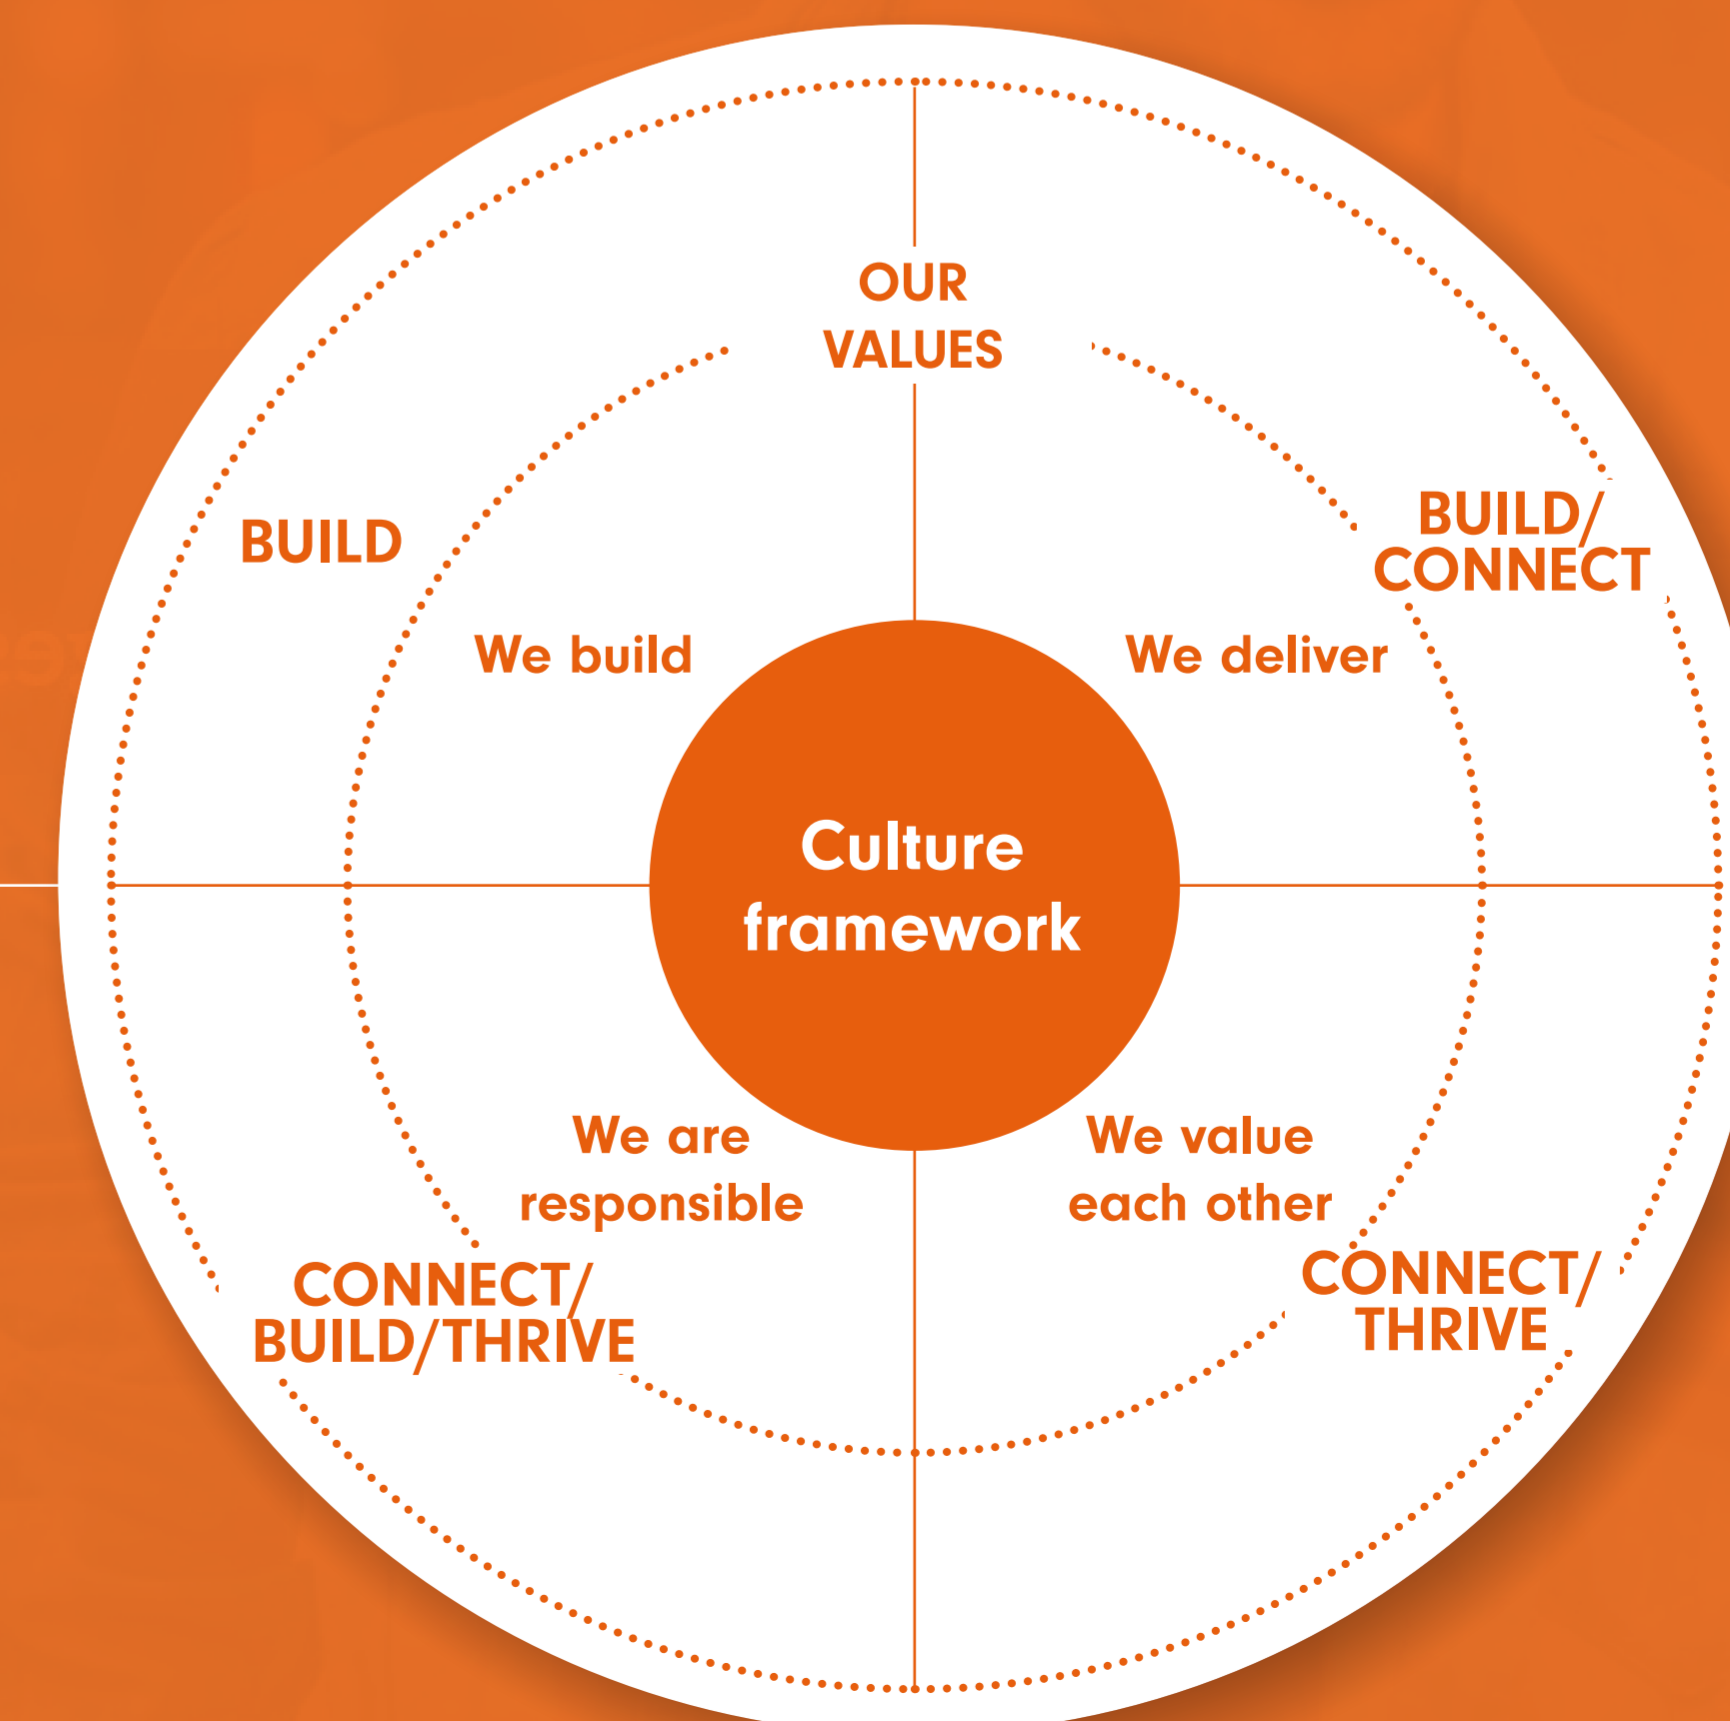 OUR
VALUES
BUILD
BUILD/
CONNECT
We build
We deliver
Culture
framework
We are
responsible
We value
each other
CONNECT/
BUILD/THRIVE
CONNECT/
THRIVE